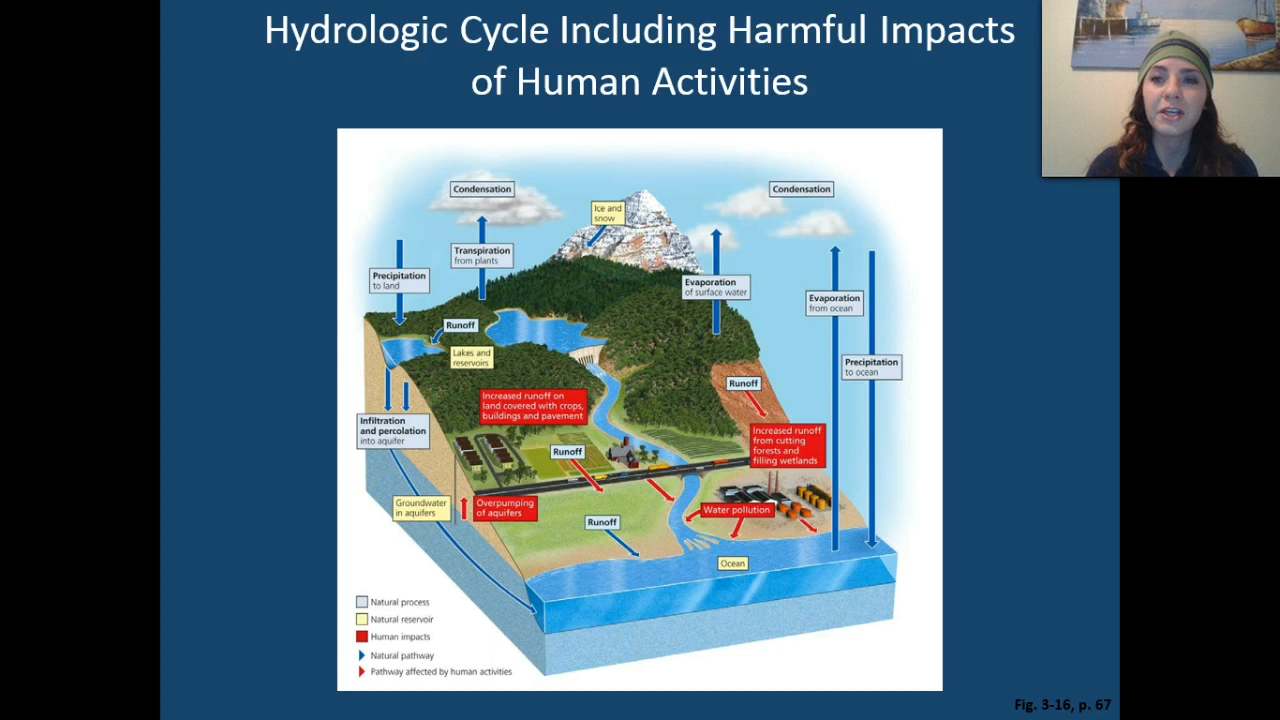 Hydrologic Cycle Including Harmful Impacts
of Human Activities
Condensation
Condensation
Ice and
snow
Transpiration
from plants
Precipitation
to land
Evaporation
of surface water
Evaporation
from ocean
Runoff
Lakes and
reservoirs
Precipitation
to ocean
Runoff
Increased runoff on
land covered with crops,
buildings and pavement
Infiltration
and percolation
into aquifer
Increased runoff
from cutting
forests and
filling wetlands
Runoff
Groundwater
in aquifers
Overpumping
of aquifers
Water pollution
Runoff
Ocean
Natural process
Natural reservoir
Human impacts
Natural pathway
Pathway affected by human activities
Fig. 3-16, p. 67